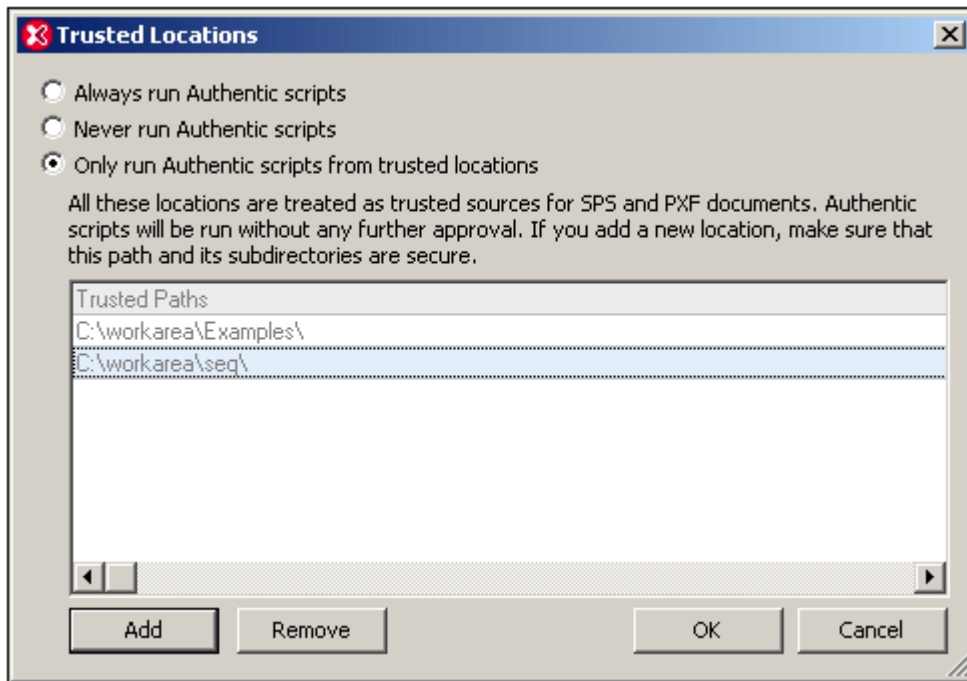 Trusted Locations
Always run Authentic scripts
Never run Authentic scripts
Only run Authentic scripts from trusted locations
All these locations are treated as trusted sources for SPS and PXF documents. Authentic
scripts will be run without any further approval. If you add a new location, make sure that
this path and its subdirectories are secure.
Trusted Paths
C:\workarea\Examples\
C:\workarea\seq\
Add Remove OK Cancel